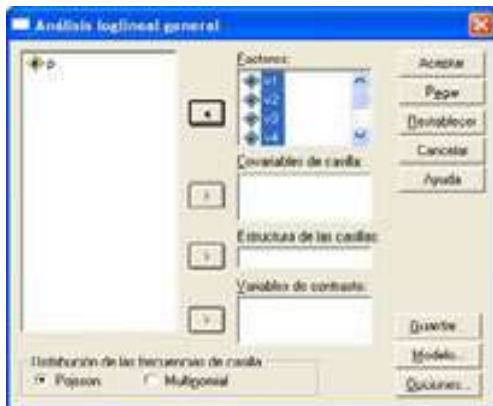 Análisis loglineal general
p
Factores:
v1
v2
v3
v4
Covariables de casilla:
Estructura de las casillas:
Variables de contraste:
Distribución de las frecuencias de casilla
Poisson
Multinomial
Aceptar
Pegar
Restablecer
Cancelar
Ayuda
Guardar
Modelo...
Opciones...